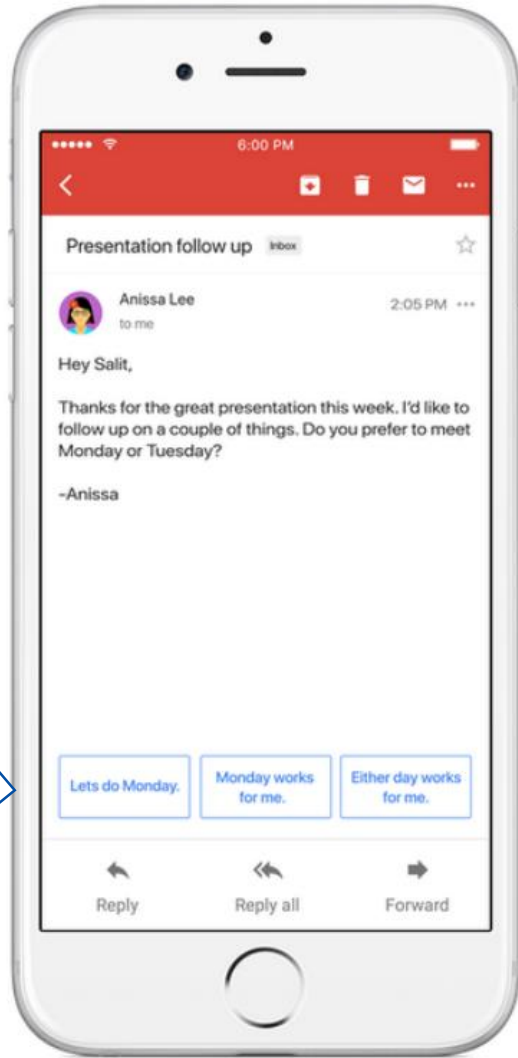 6:00 PM
Presentation follow up Inbox
Anissa Lee
2:05 PM
to me
Hey Salit,
Thanks for the great presentation this week. I'd like to
follow up on a couple of things. Do you prefer to meet
Monday or Tuesday?
-Anissa
Lets do Monday.
Monday works
for me.
Either day works
for me.
Reply
Reply all
Forward